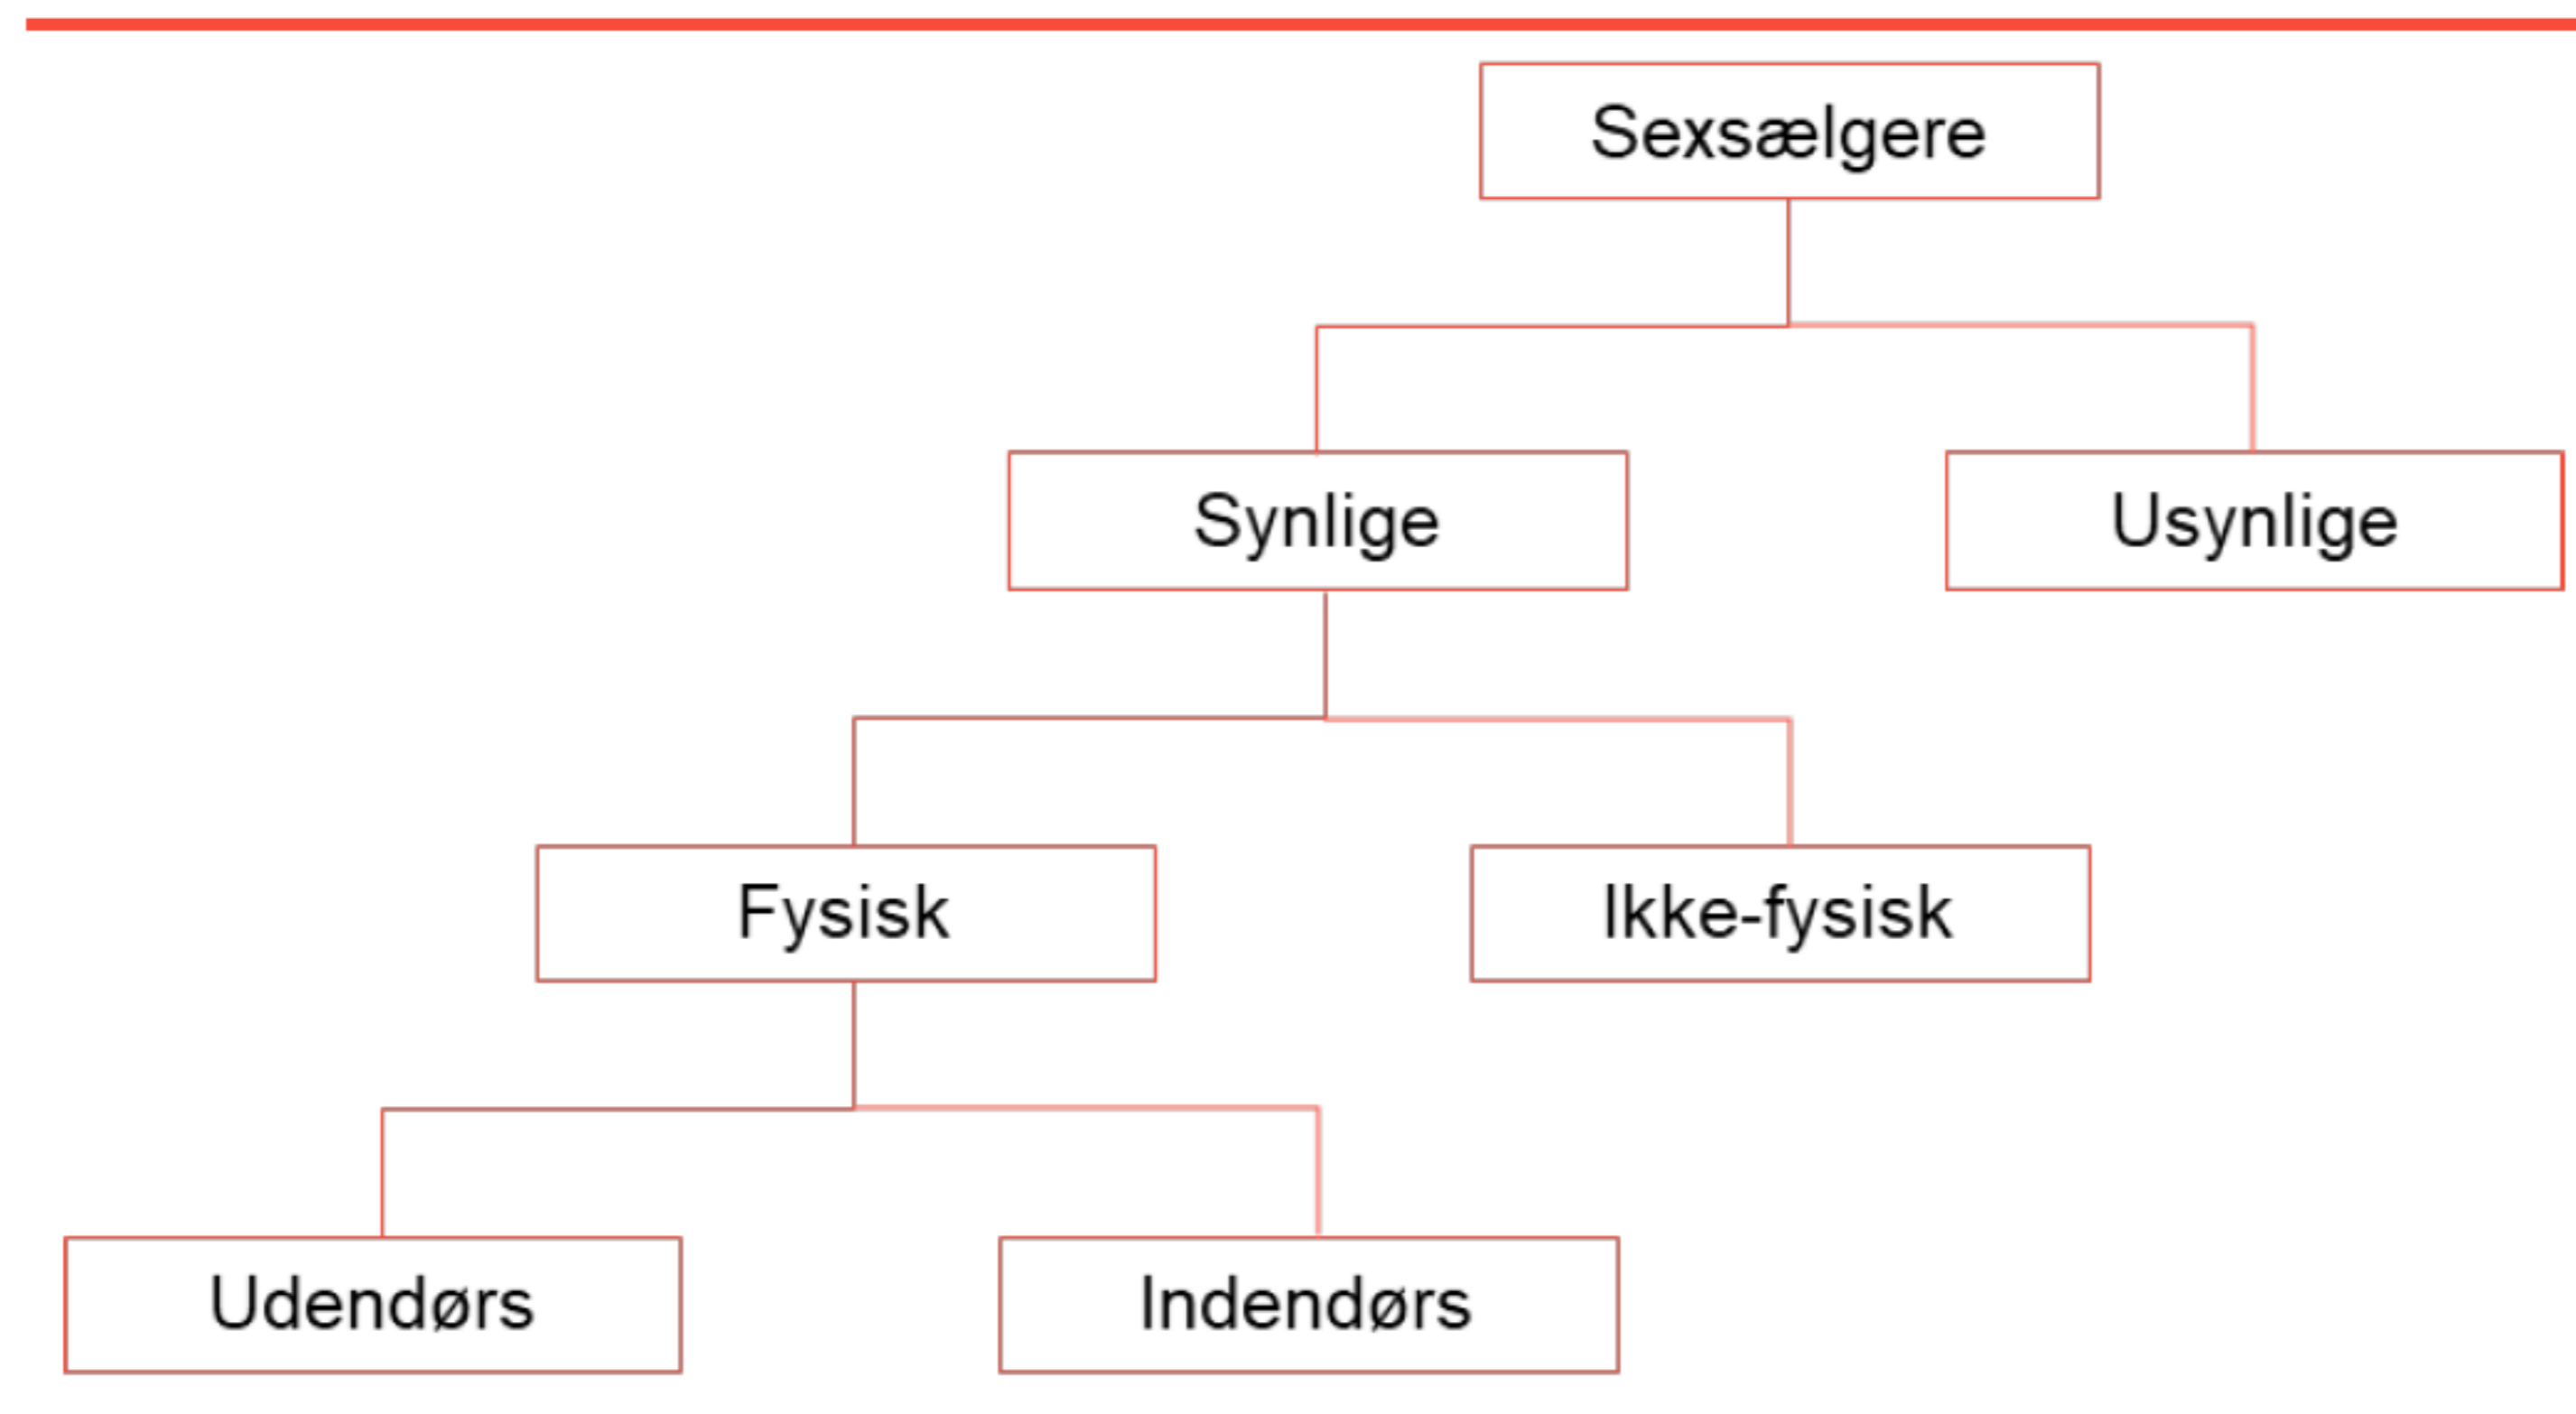 Sexsælgere
Synlige
Usynlige
Fysisk
Ikke-fysisk
Udendørs
Indendørs